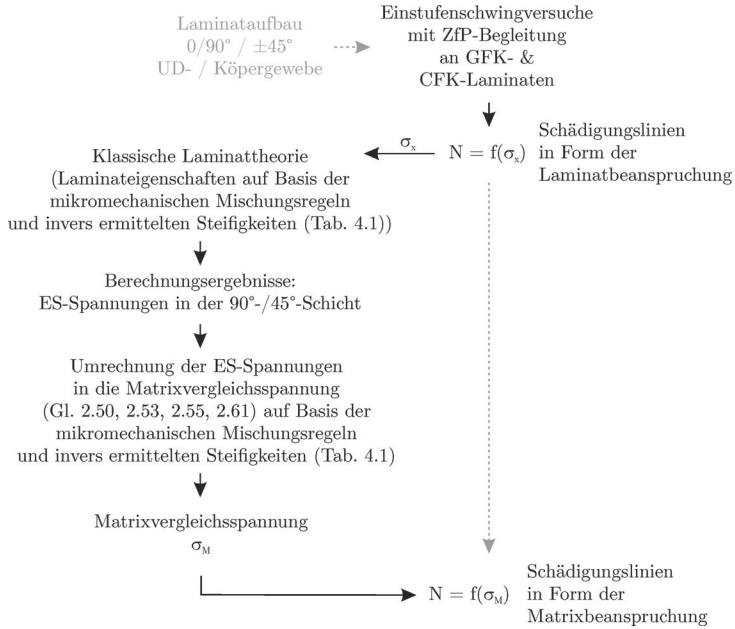 Laminataufbau
0/90° / ±45°
UD- / Köpergewebe
Einstufenschwingversuche
mit ZfP-Begleitung
an GFK- &
CFK-Laminaten
σx
N = f(σx)
Schädigungslinien
in Form der
Laminatbeanspruchung
Klassische Laminattheorie
(Laminateigenschaften auf Basis der
mikromechanischen Mischungsregeln
und invers ermittelten Steifigkeiten (Tab. 4.1))
Berechnungsergebnisse:
ES-Spannungen in der 90°-/45°-Schicht
Umrechnung der ES-Spannungen
in die Matrixvergleichsspannung
(Gl. 2.50, 2.53, 2.55, 2.61) auf Basis der
mikromechanischen Mischungsregeln
und invers ermittelten Steifigkeiten (Tab. 4.1)
Matrixvergleichsspannung
σM
N = f(σM)
Schädigungslinien
in Form der
Matrixbeanspruchung